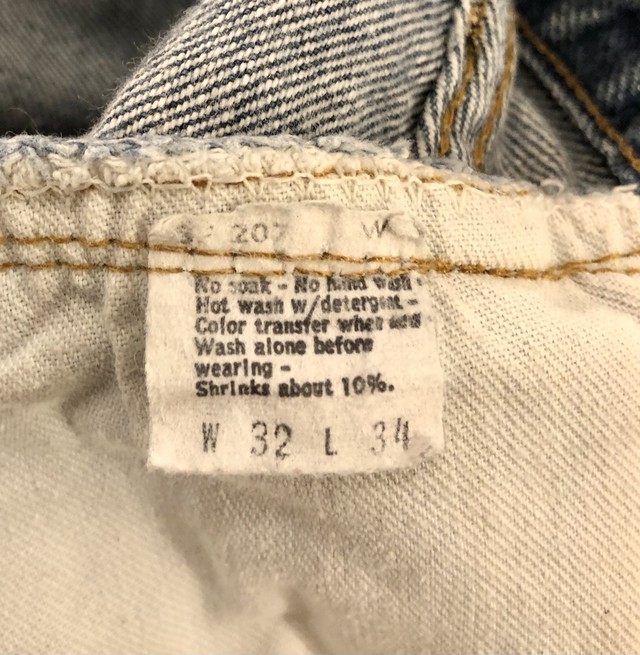 207 W
No soak - No hand wash -
Hot wash w/detergent -
Color transfer when
Wash alone before
wearing -
Shrinks about 10%.
W 32 L 34